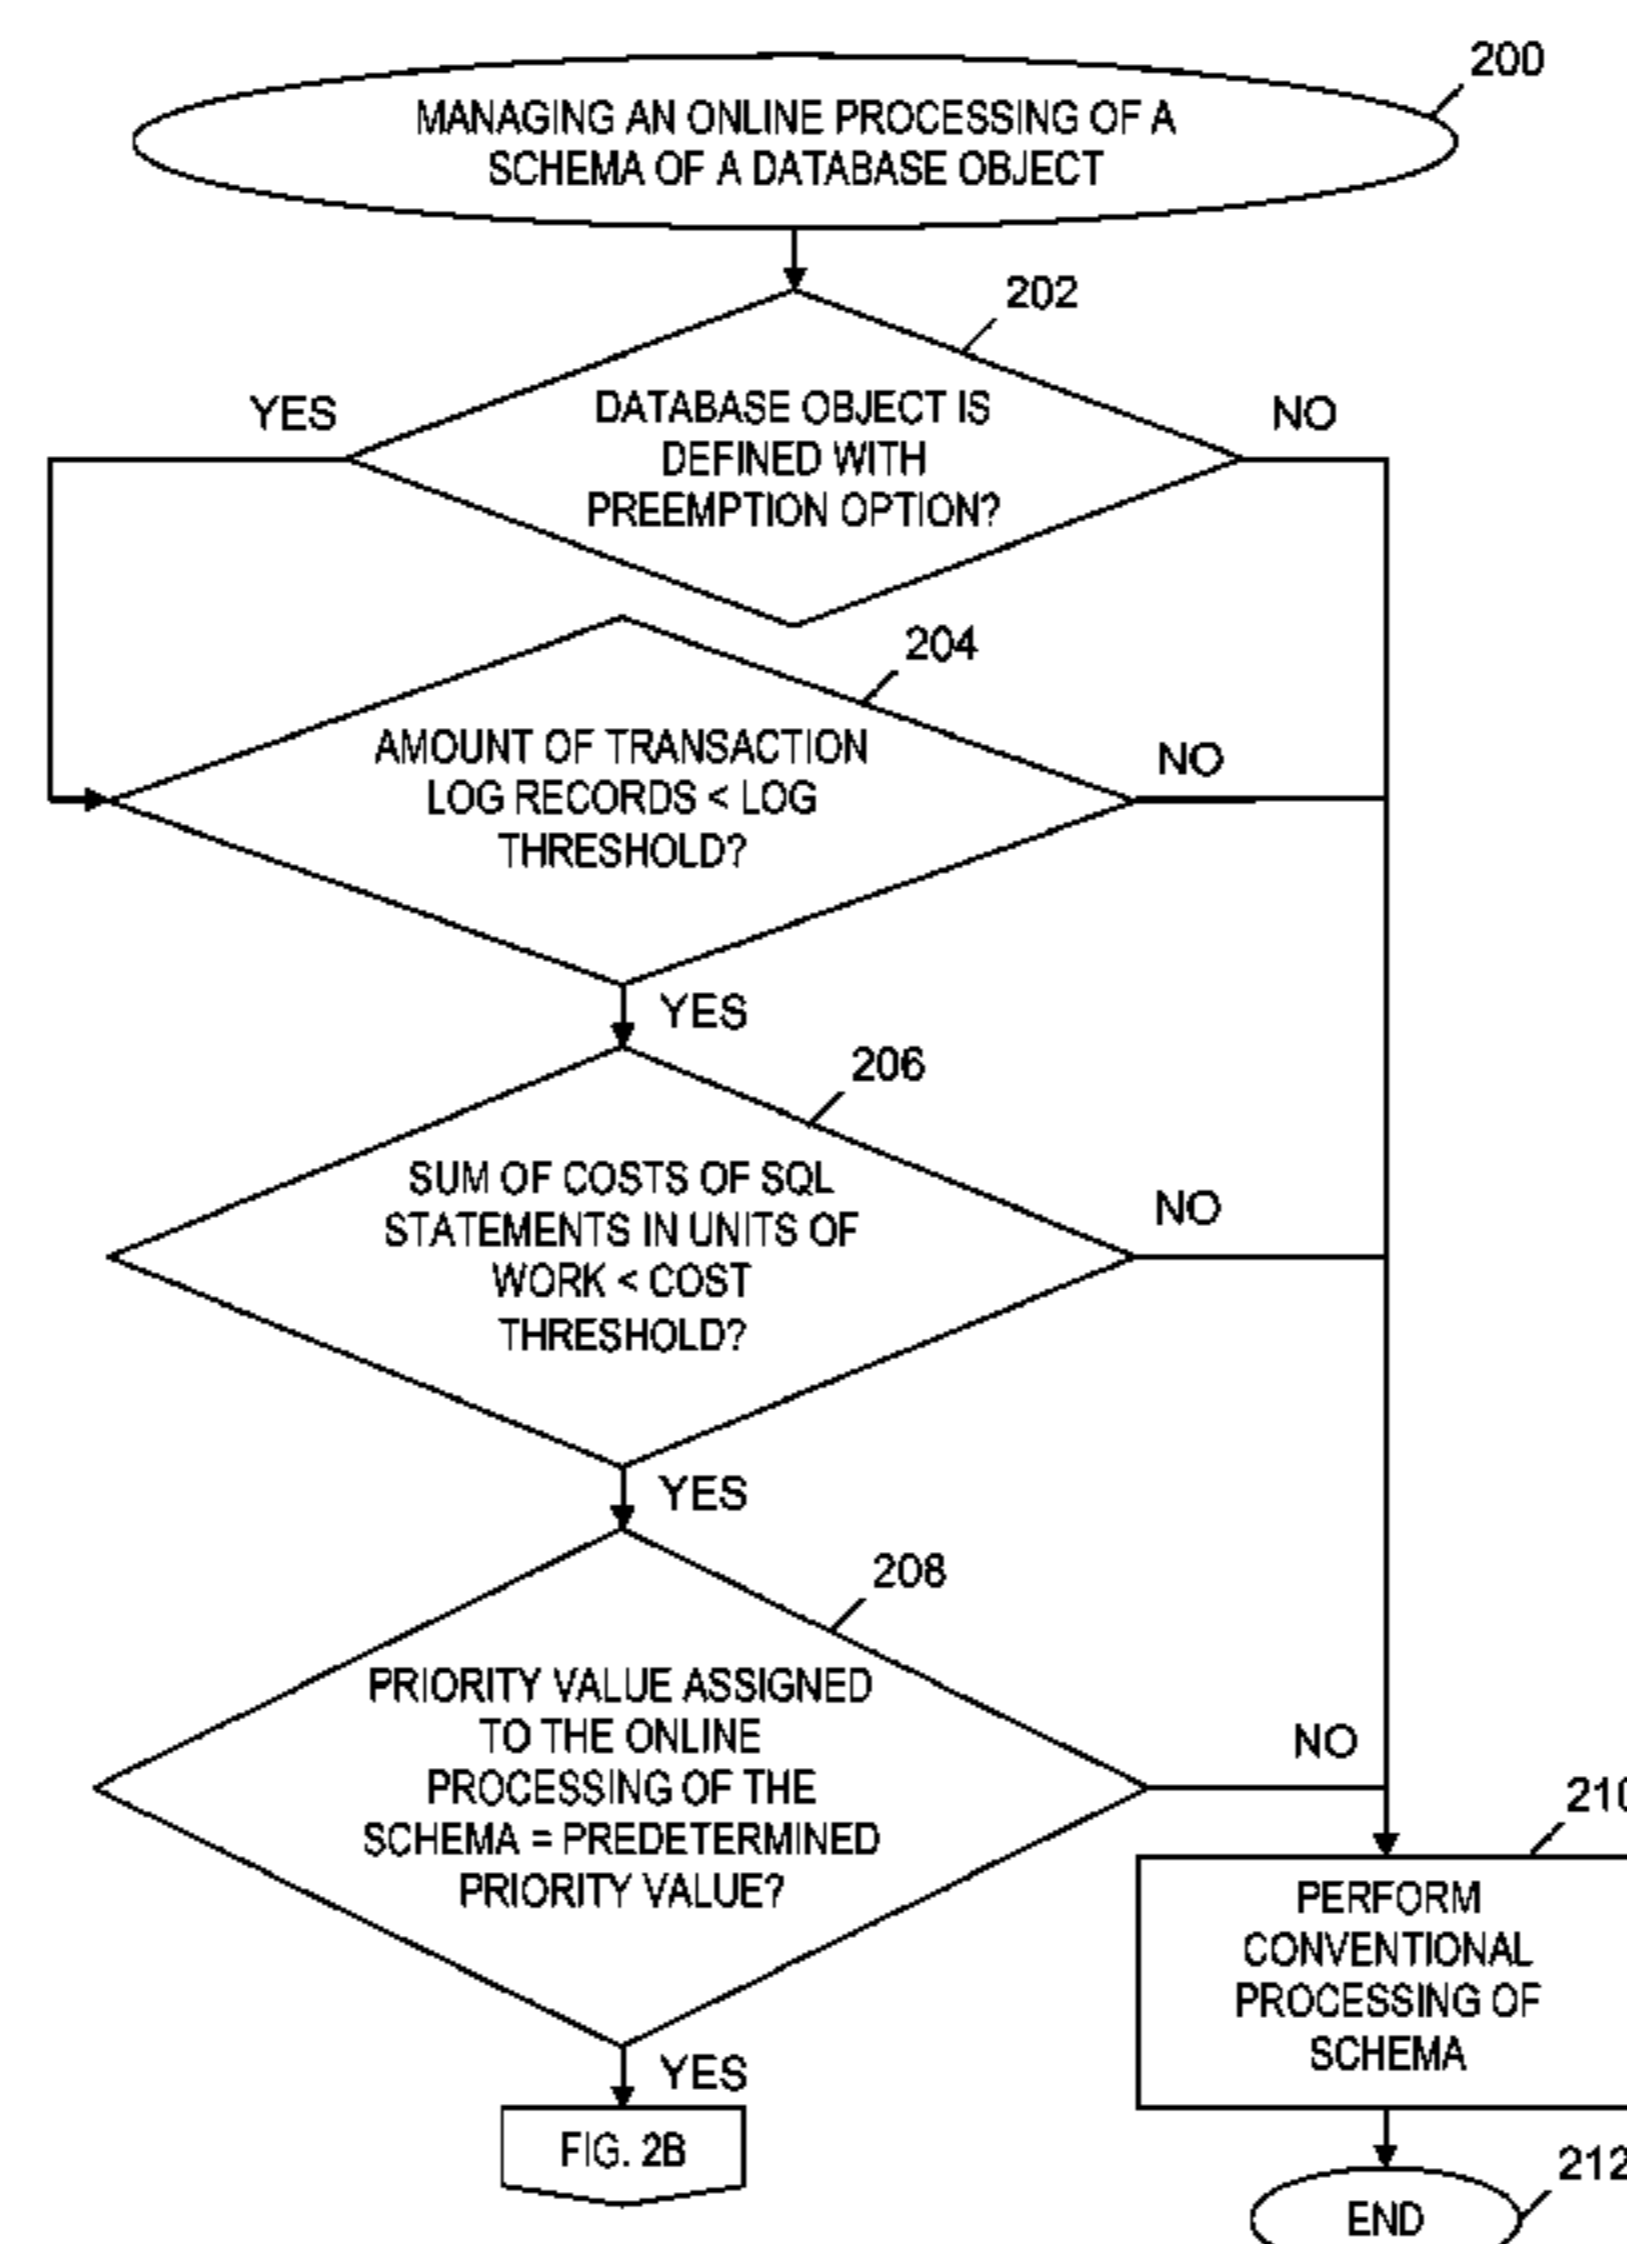 200
MANAGING AN ONLINE PROCESSING OF A
SCHEMA OF A DATABASE OBJECT
202
YES
DATABASE OBJECT IS
DEFINED WITH
PREEMPTION OPTION?
NO
204
AMOUNT OF TRANSACTION
LOG RECORDS < LOG
THRESHOLD?
NO
YES
206
SUM OF COSTS OF SQL
STATEMENTS IN UNITS OF
WORK < COST
THRESHOLD?
NO
YES
208
PRIORITY VALUE ASSIGNED
TO THE ONLINE
PROCESSING OF THE
SCHEMA = PREDETERMINED
PRIORITY VALUE?
NO
210
PERFORM
CONVENTIONAL
PROCESSING OF
SCHEMA
YES
FIG. 2B
212
END